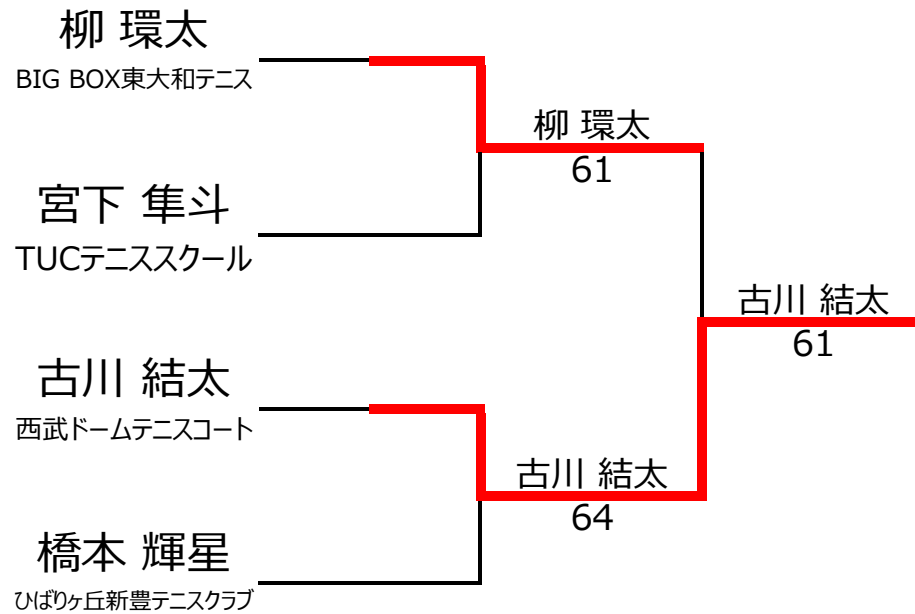 柳 環太
BIG BOX東大和テニス
柳 環太
61
宮下 隼斗
TUCテニススクール
古川 結太
61
古川 結太
西武ドームテニスコート
古川 結太
64
橋本 輝星
ひばりヶ丘新豊テニスクラブ